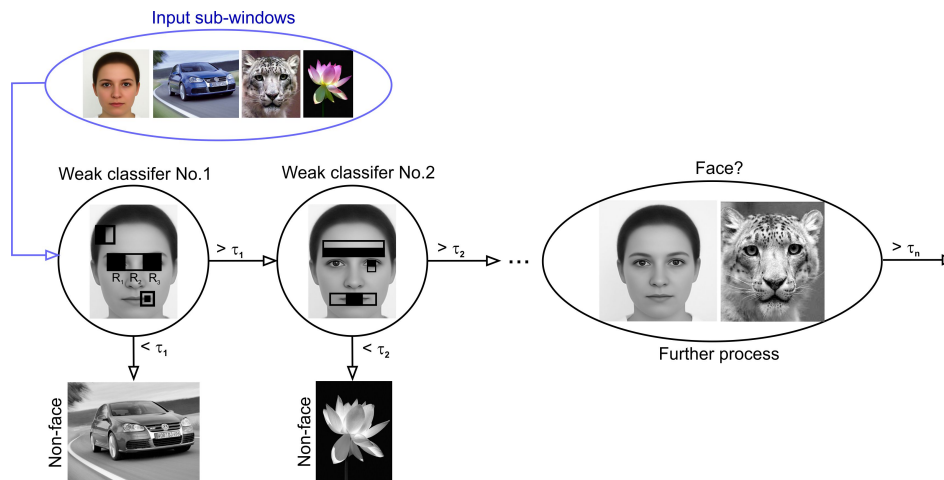 Input sub-windows
Weak classifer No.1
Weak classifer No.2
Face?
> τ₁
> τ₂
...
> τₙ
R₁ R₂ R₃
< τ₁
< τ₂
Further process
Non-face
Non-face